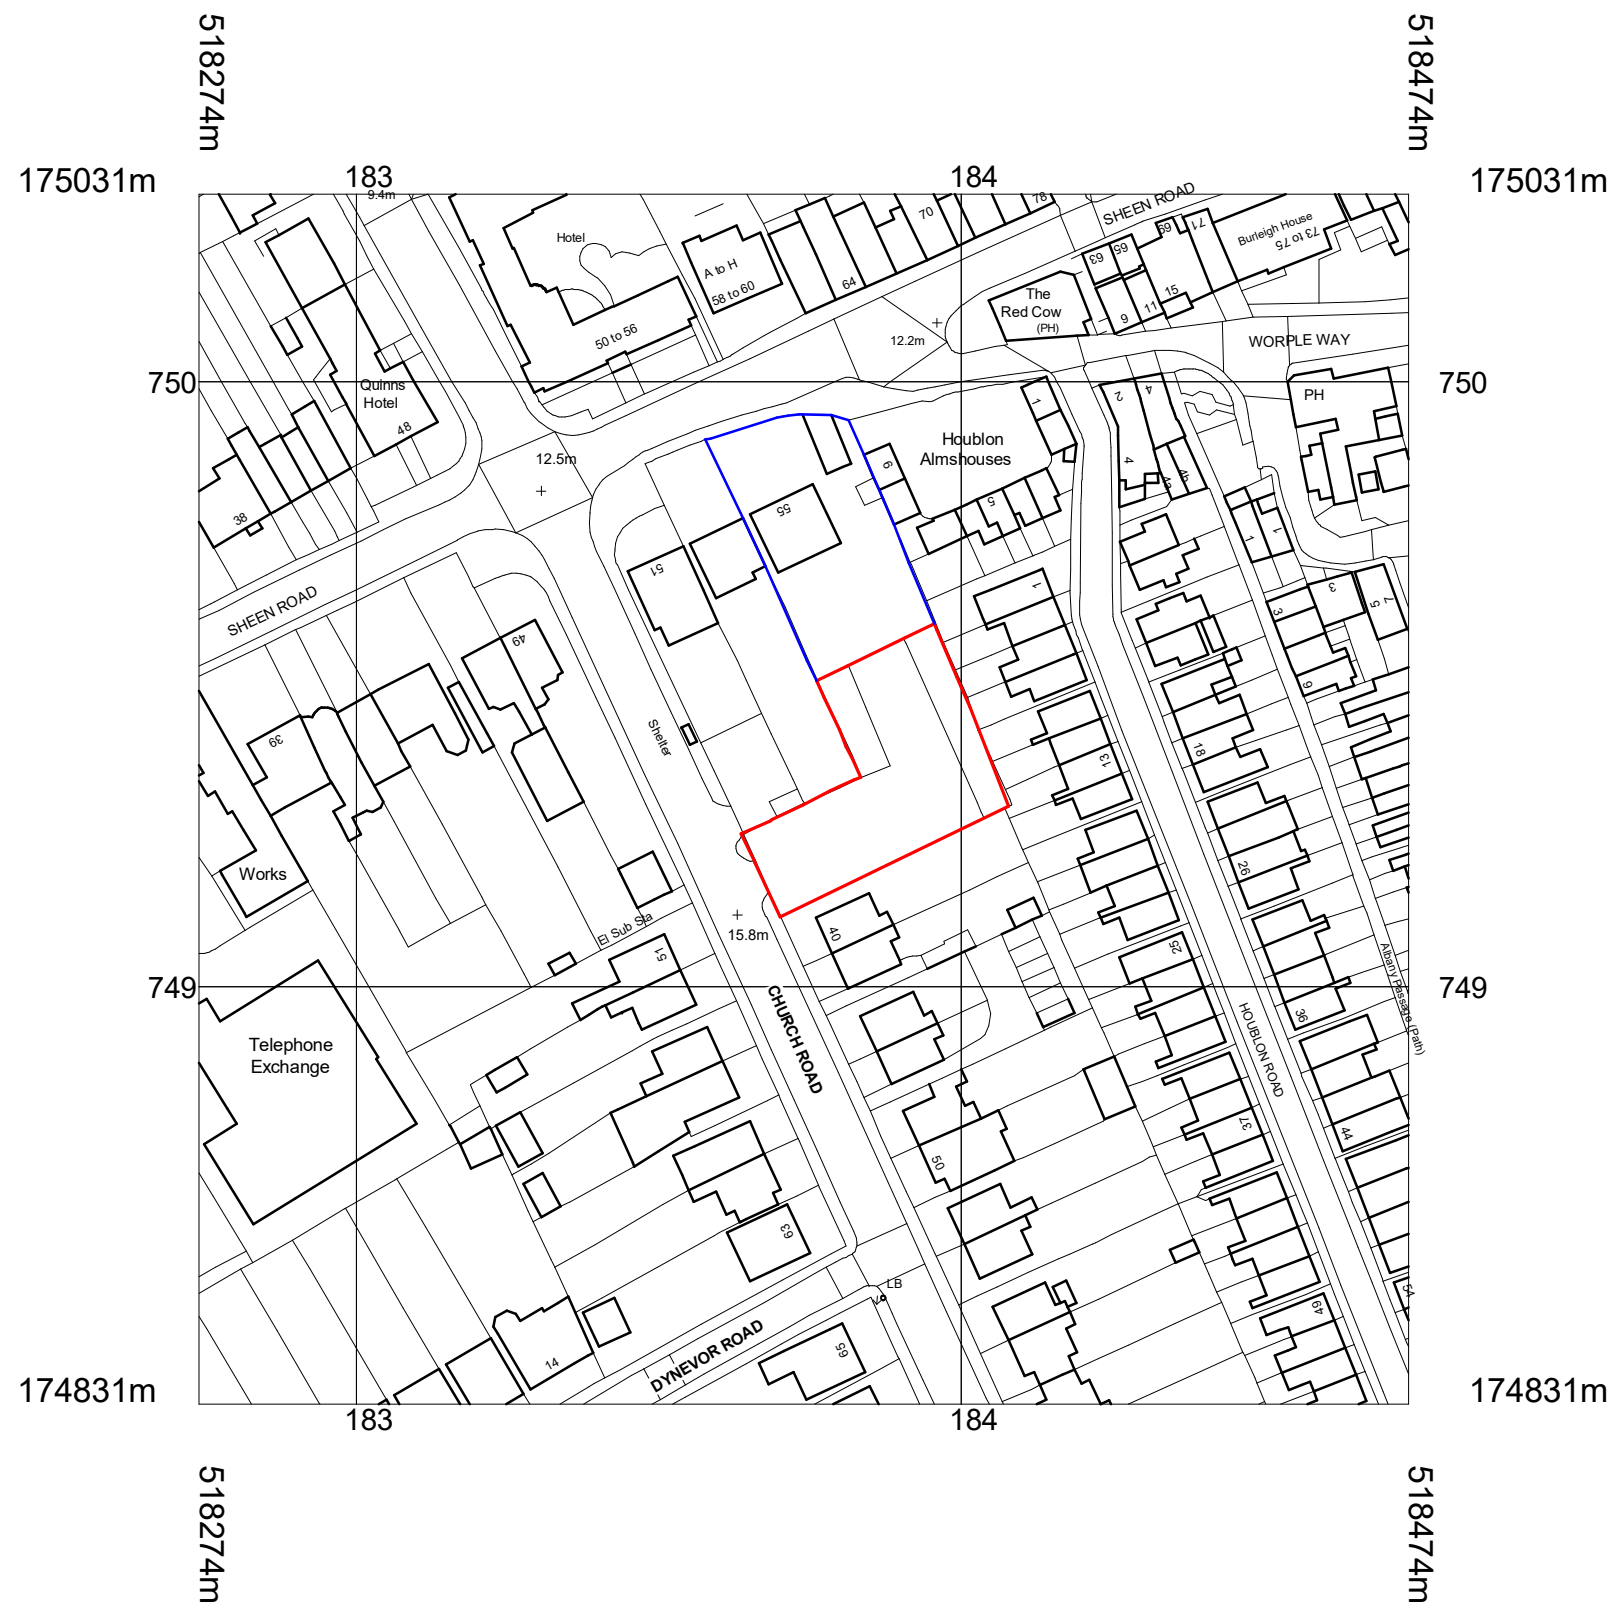 518274m
518474m
175031m
183
184
175031m
9.4m
Hotel
A to H
58 to 60
50 to 56
64
70
78
SHEEN ROAD
63
65
69
71
Burleigh House
73 to 75
The
Red Cow
(PH)
9
11
15
12.2m
WORPLE WAY
750
750
Quinns
Hotel
48
38
12.5m
PH
1
2
4
Houblon
Almshouses
6
5
4
4a
4b
55
51
1
1
SHEEN ROAD
49
1
3
3
5
7
9
39
Shelter
13
18
Works
26
El Sub Sta
51
15.8m
40
25
749
749
CHURCH ROAD
HOUBLON ROAD
36
Albany Passage (Path)
Telephone
Exchange
37
44
50
63
LB
54
49
DYNEVOR ROAD
65
14
174831m
183
184
174831m
518274m
518474m